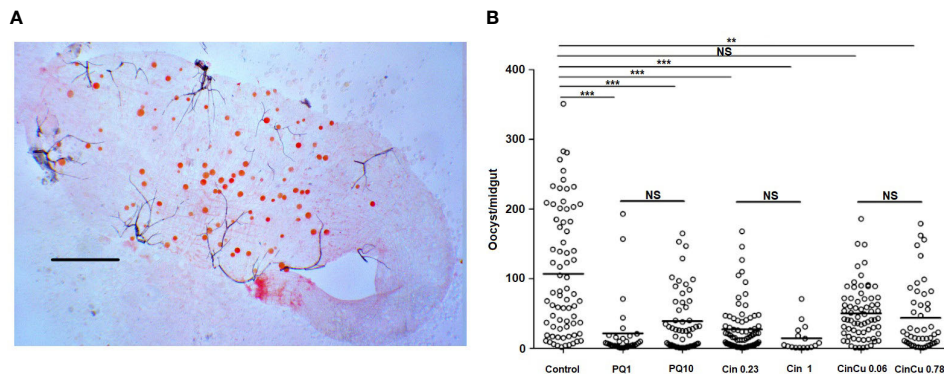 A
B
**
NS
***
***
***
***
400
300
200
100
0
Oocyst/midgut
NS
NS
NS
Control PQ1 PQ10 Cin 0.23 Cin 1 CinCu 0.06 CinCu 0.78